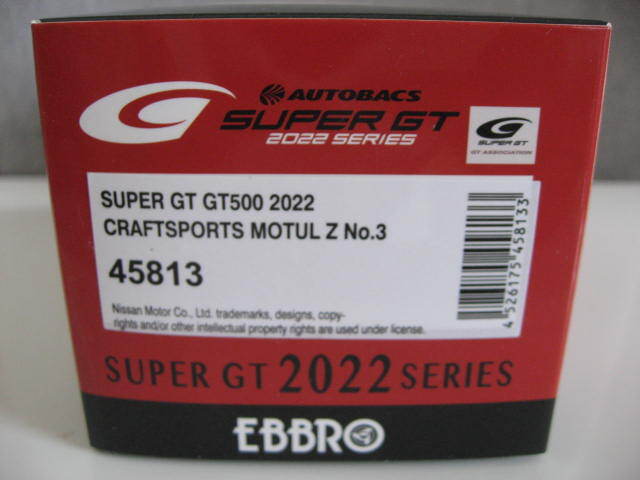 AUTOBACS
SUPER GT
2022 SERIES
SUPER GT
GT ASSOCIATION
SUPER GT GT500 2022
CRAFTSPORTS MOTUL Z No.3
45813
Nissan Motor Co., Ltd. trademarks, designs, copy-
rights and/or other intellectual property rights are used under license.
4 526175 458133
SUPER GT 2022 SERIES
EBBRO